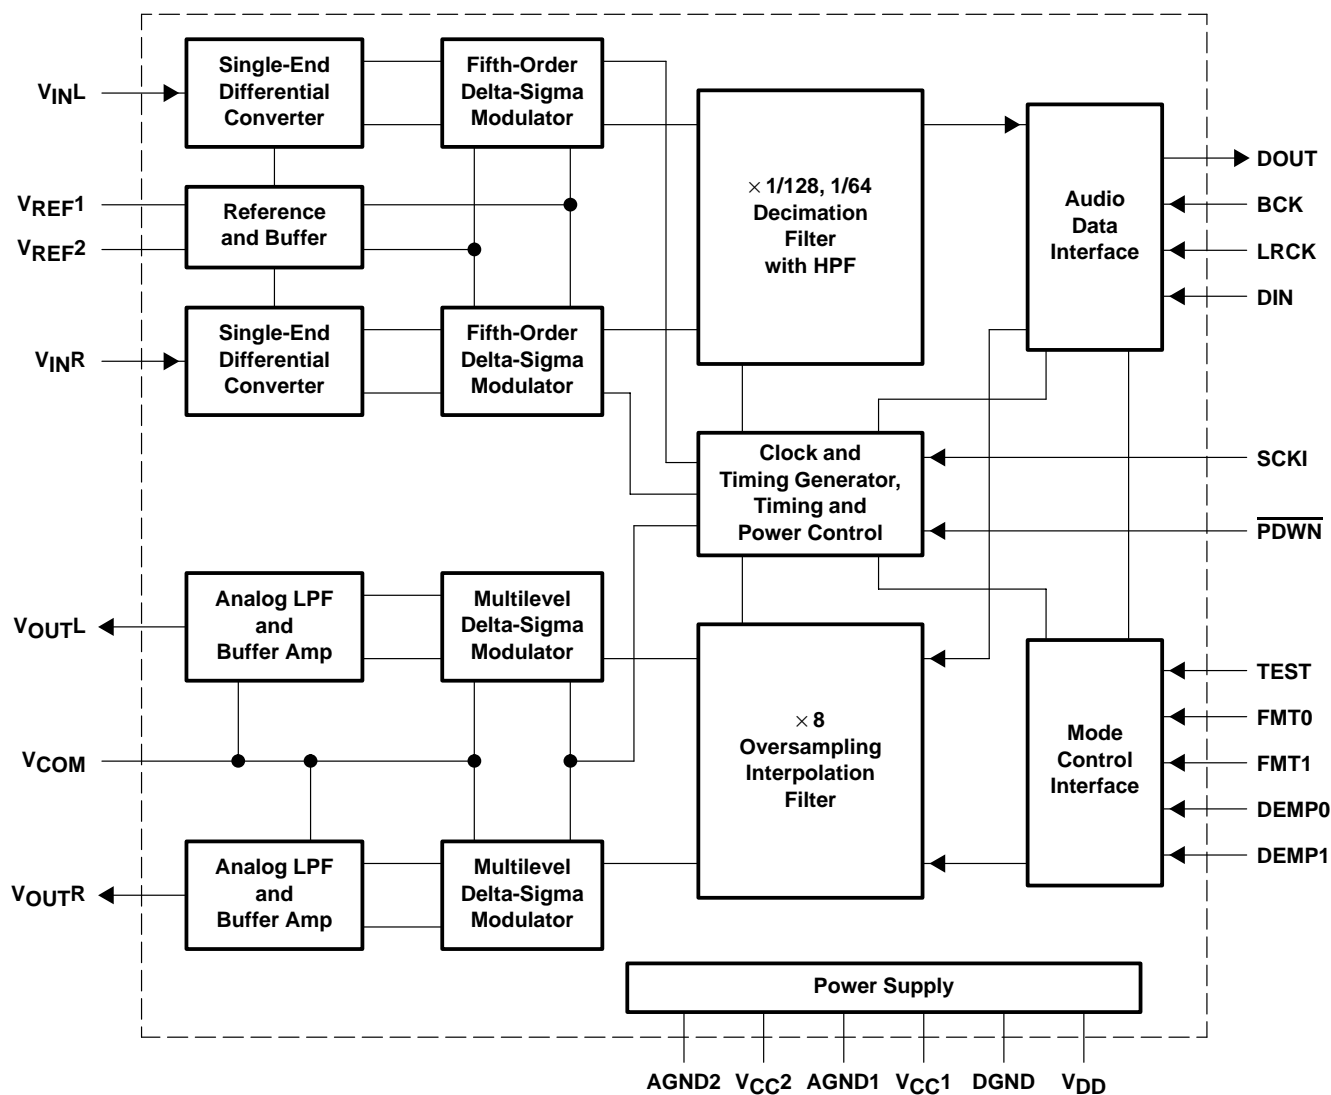 VINL
Single-End
Differential
Converter
Fifth-Order
Delta-Sigma
Modulator
VREF1
VREF2
Reference
and Buffer
VINR
Single-End
Differential
Converter
Fifth-Order
Delta-Sigma
Modulator
× 1/128, 1/64
Decimation
Filter
with HPF
Audio
Data
Interface
DOUT
BCK
LRCK
DIN
Clock and
Timing Generator,
Timing and
Power Control
SCKI
PDWN
VOUTL
Analog LPF
and
Buffer Amp
Multilevel
Delta-Sigma
Modulator
VCOM
VOUTR
Analog LPF
and
Buffer Amp
Multilevel
Delta-Sigma
Modulator
× 8
Oversampling
Interpolation
Filter
Mode
Control
Interface
TEST
FMT0
FMT1
DEMP0
DEMP1
Power Supply
AGND2 VCC2 AGND1 VCC1 DGND VDD